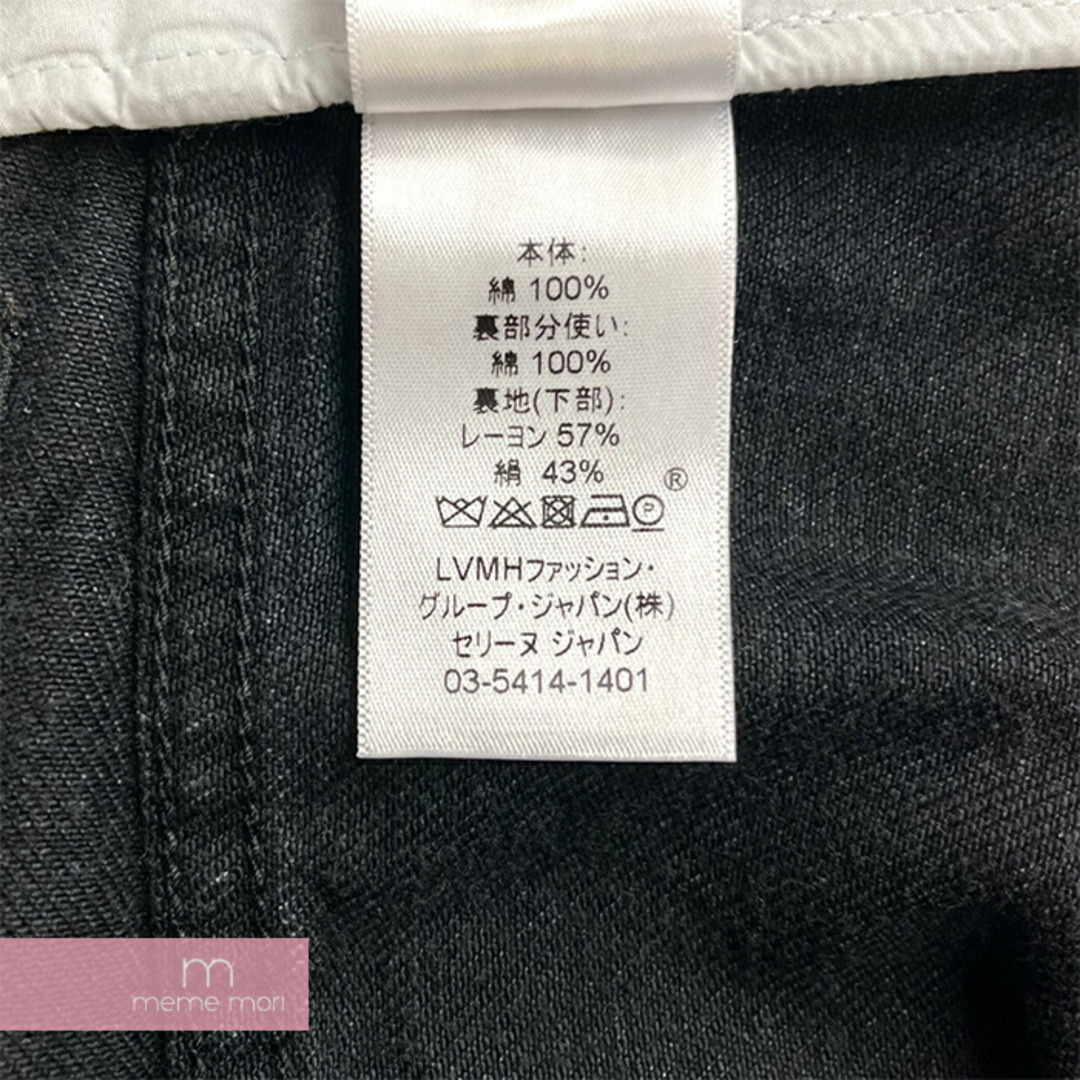 本体:
綿 100%
裏部分使い:
綿 100%
裏地(下部):
レーヨン 57%
絹 43%
®
P
LVMHファッション・
グループ・ジャパン(株)
セリーヌ ジャパン
03-5414-1401
m
meme mori